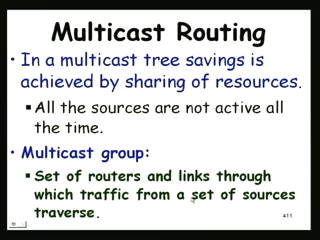 Multicast Routing
• In a multicast tree savings is
achieved by sharing of resources.
▪ All the sources are not active all
the time.
• Multicast group:
▪ Set of routers and links through
which traffic from a set of sources
traverse.